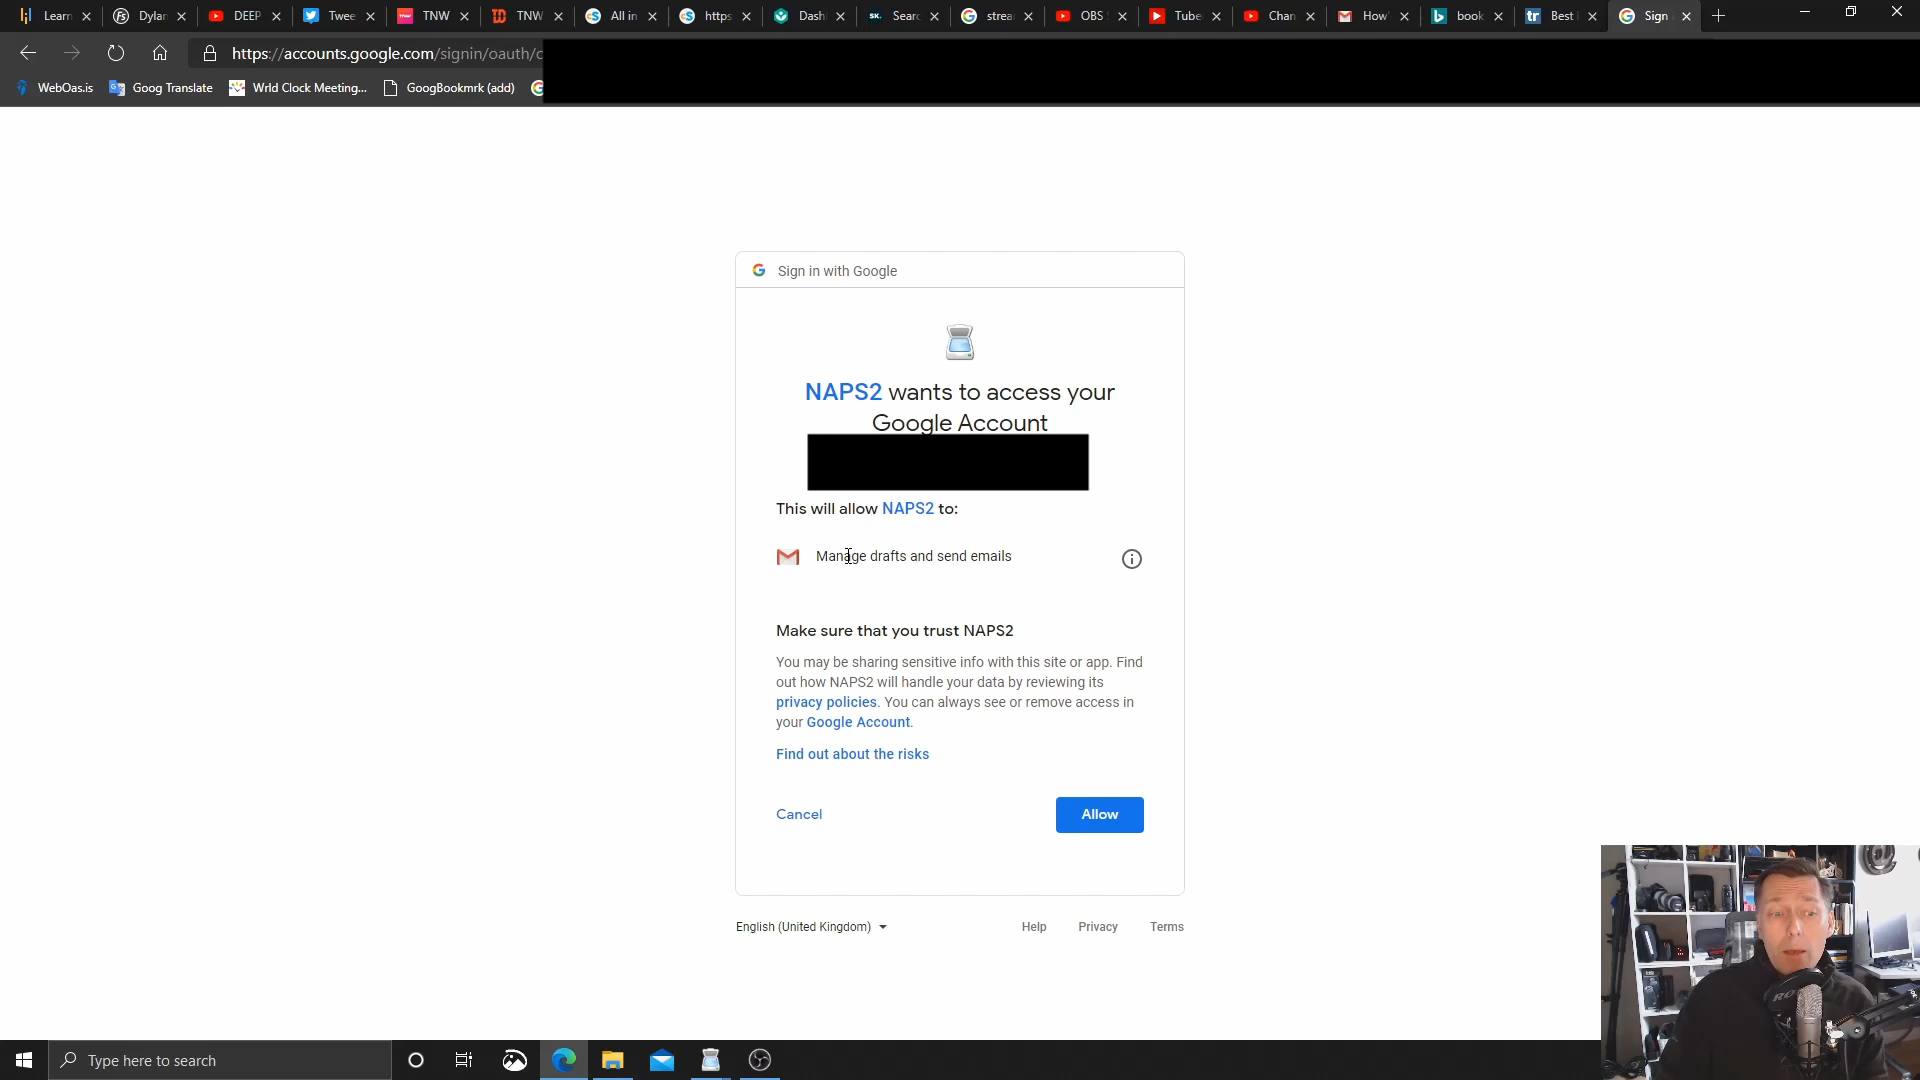 Learn
Dylan
DEEP
Twee
TNW
TNW
All in
https
Dash
Searc
strea
OBS
Tube
Chan
How'
book
Best
Sign
https://accounts.google.com/signin/oauth/c
WebOas.is
Goog Translate
Wrld Clock Meeting...
GoogBookmrk (add)
Sign in with Google
NAPS2 wants to access your
Google Account
This will allow NAPS2 to:
Manage drafts and send emails
Make sure that you trust NAPS2
You may be sharing sensitive info with this site or app. Find
out how NAPS2 will handle your data by reviewing its
privacy policies. You can always see or remove access in
your Google Account.
Find out about the risks
Cancel
Allow
English (United Kingdom)
Help
Privacy
Terms
Type here to search